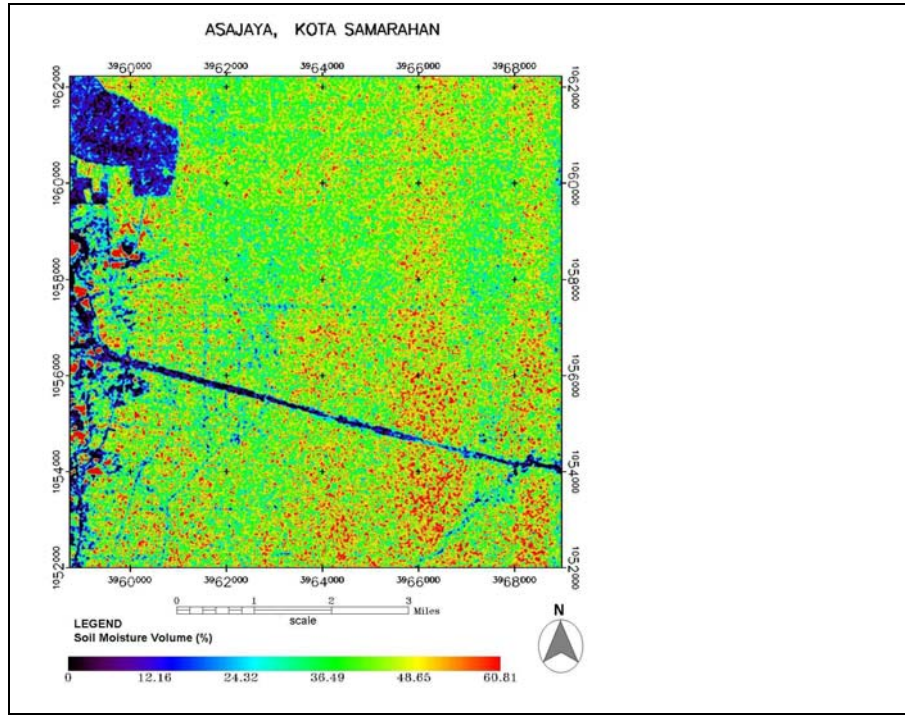 ASAJAYA, KOTA SAMARAHAN
3960000 3962000 3964000 3966000 3968000
1062000 1062000
1060000 1060000
1058000 1058000
1056000 1056000
1054000 1054000
1052000 1052000
3960000 3962000 3964000 3966000 3968000
0 1 2 3 Miles
scale
N
LEGEND
Soil Moisture Volume (%)
0 12.16 24.32 36.49 48.65 60.81